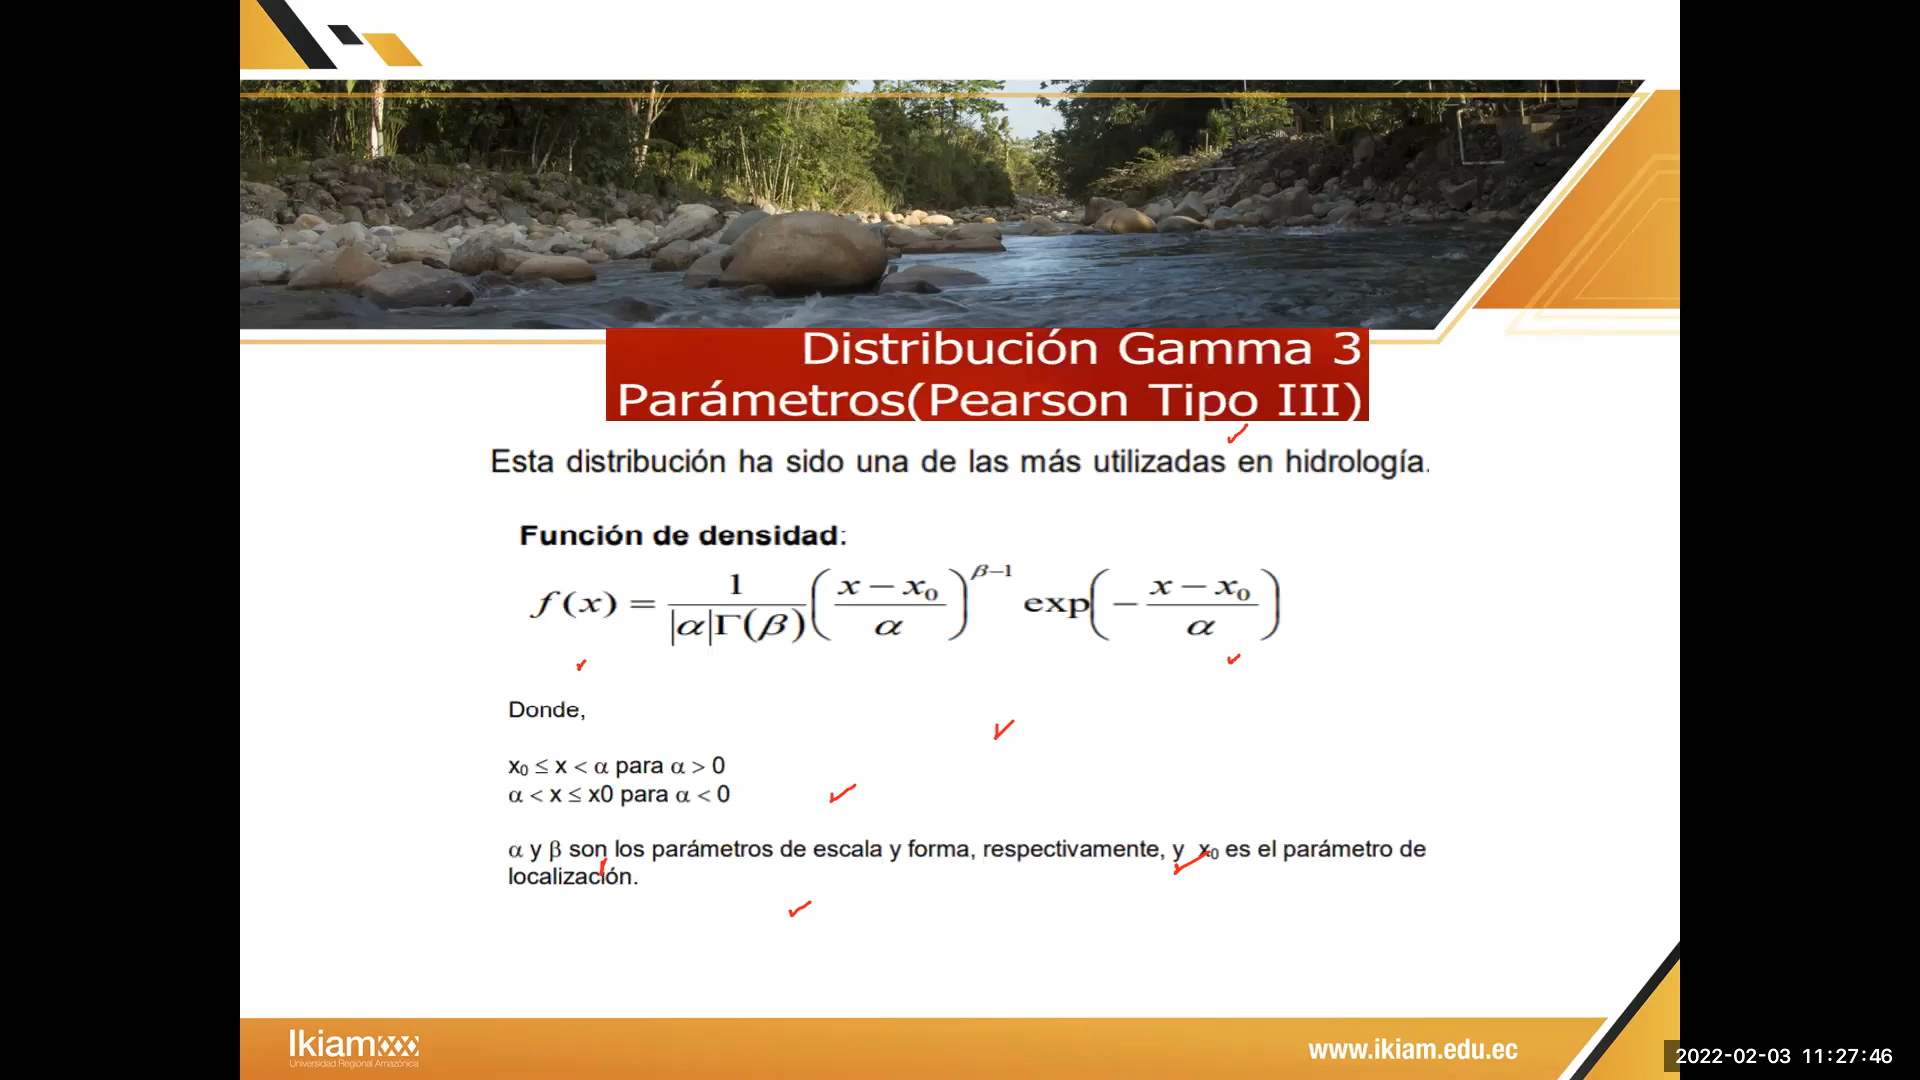 Distribución Gamma 3
Parámetros(Pearson Tipo III)
Esta distribución ha sido una de las más utilizadas en hidrología.
Función de densidad:
f(x) = 1 / (|α|Γ(β)) ((x − x₀) / α)^(β−1) exp(− (x − x₀) / α)
Donde,
x₀ ≤ x < α para α > 0
α < x ≤ x0 para α < 0
α y β son los parámetros de escala y forma, respectivamente, y x₀ es el parámetro de
localización.
Ikiam
Universidad Regional Amazónica
www.ikiam.edu.ec
2022-02-03 11:27:46